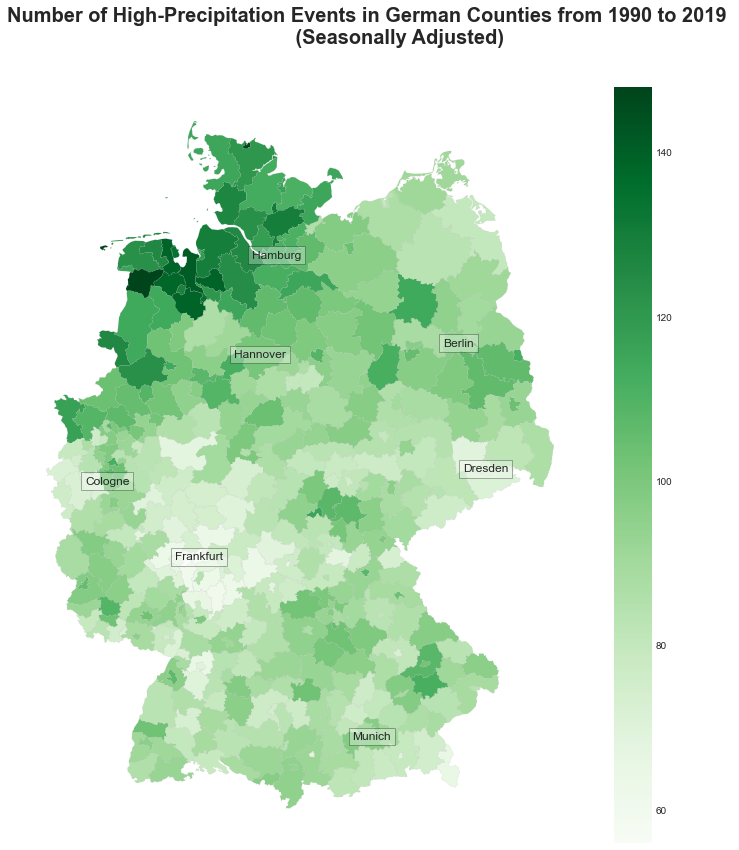 Number of High-Precipitation Events in German Counties from 1990 to 2019
(Seasonally Adjusted)
140
Hamburg
120
Berlin
Hannover
100
Dresden
Cologne
Frankfurt
80
Munich
60